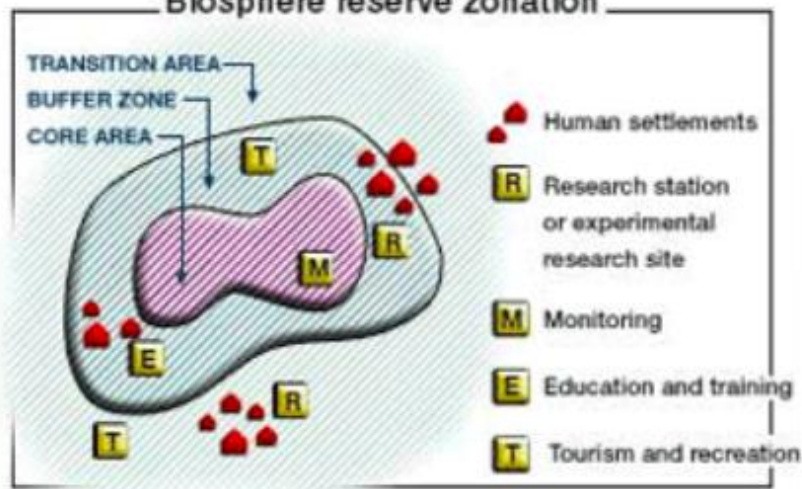 Biosphere reserve zonation
TRANSITION AREA
BUFFER ZONE
CORE AREA
T
R
M
E
R
T
Human settlements
R Research station
or experimental
research site
M Monitoring
E Education and training
T Tourism and recreation